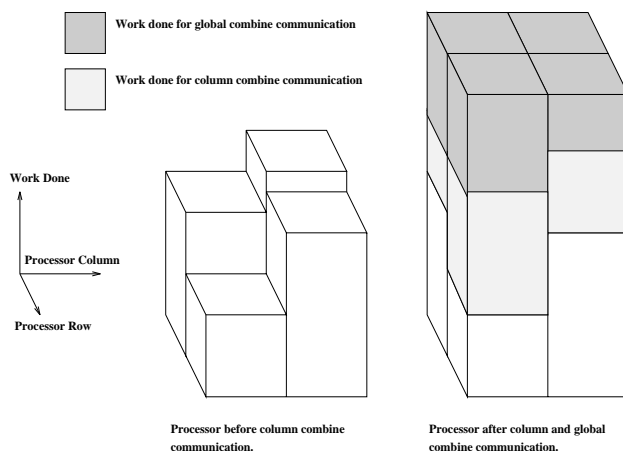 Work done for global combine communication
Work done for column combine communication
Work Done
Processor Column
Processor Row
Processor before column combine
communication.
Processor after column and global
combine communication.